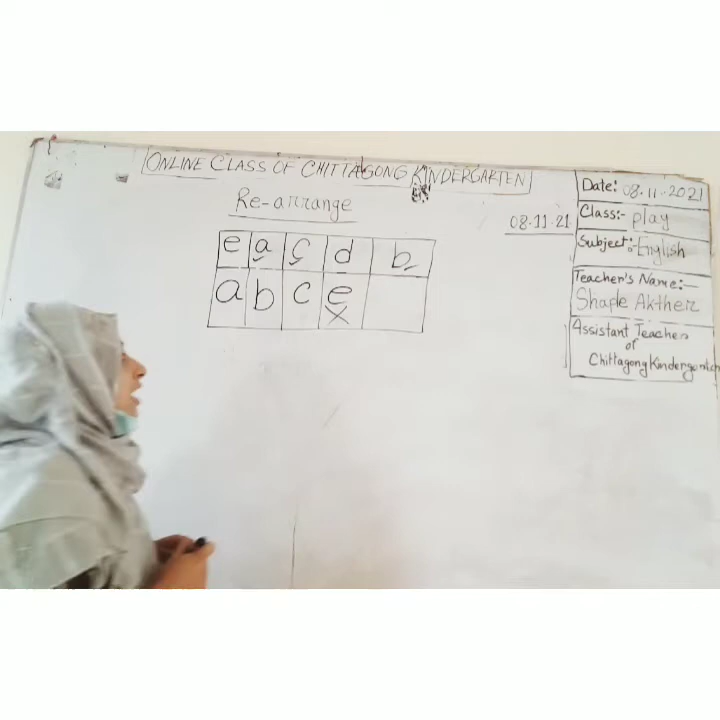 ONLINE CLASS OF CHITTAGONG KINDERGARTEN
Re-arrange
08.11.21
e a c d b
a b c e
x
Date: 08.11.2021
Class:- play
Subject:- English
Teacher's Name:-
Shaple Akther
Assistant Teacher
of
Chittagong Kindergarten